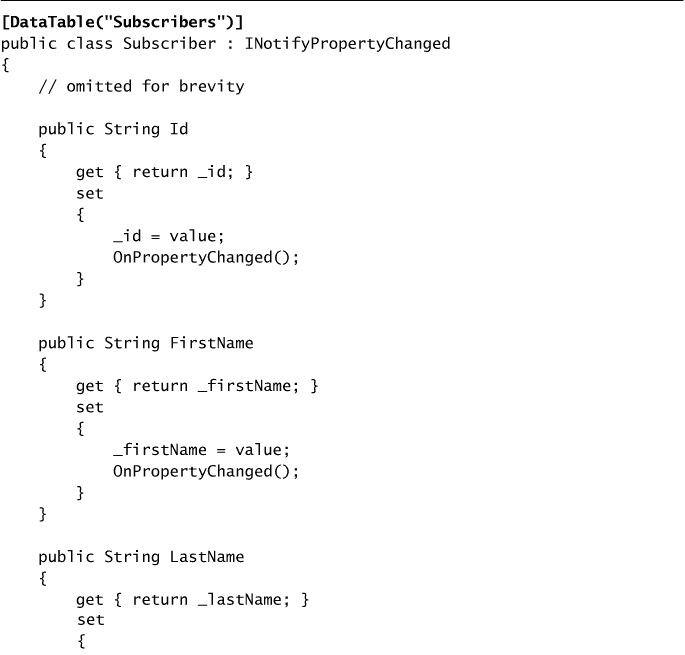 [DataTable("Subscribers")]
public class Subscriber : INotifyPropertyChanged
{
    // omitted for brevity

    public String Id
    {
        get { return _id; }
        set
        {
            _id = value;
            OnPropertyChanged();
        }
    }

    public String FirstName
    {
        get { return _firstName; }
        set
        {
            _firstName = value;
            OnPropertyChanged();
        }
    }

    public String LastName
    {
        get { return _lastName; }
        set
        {